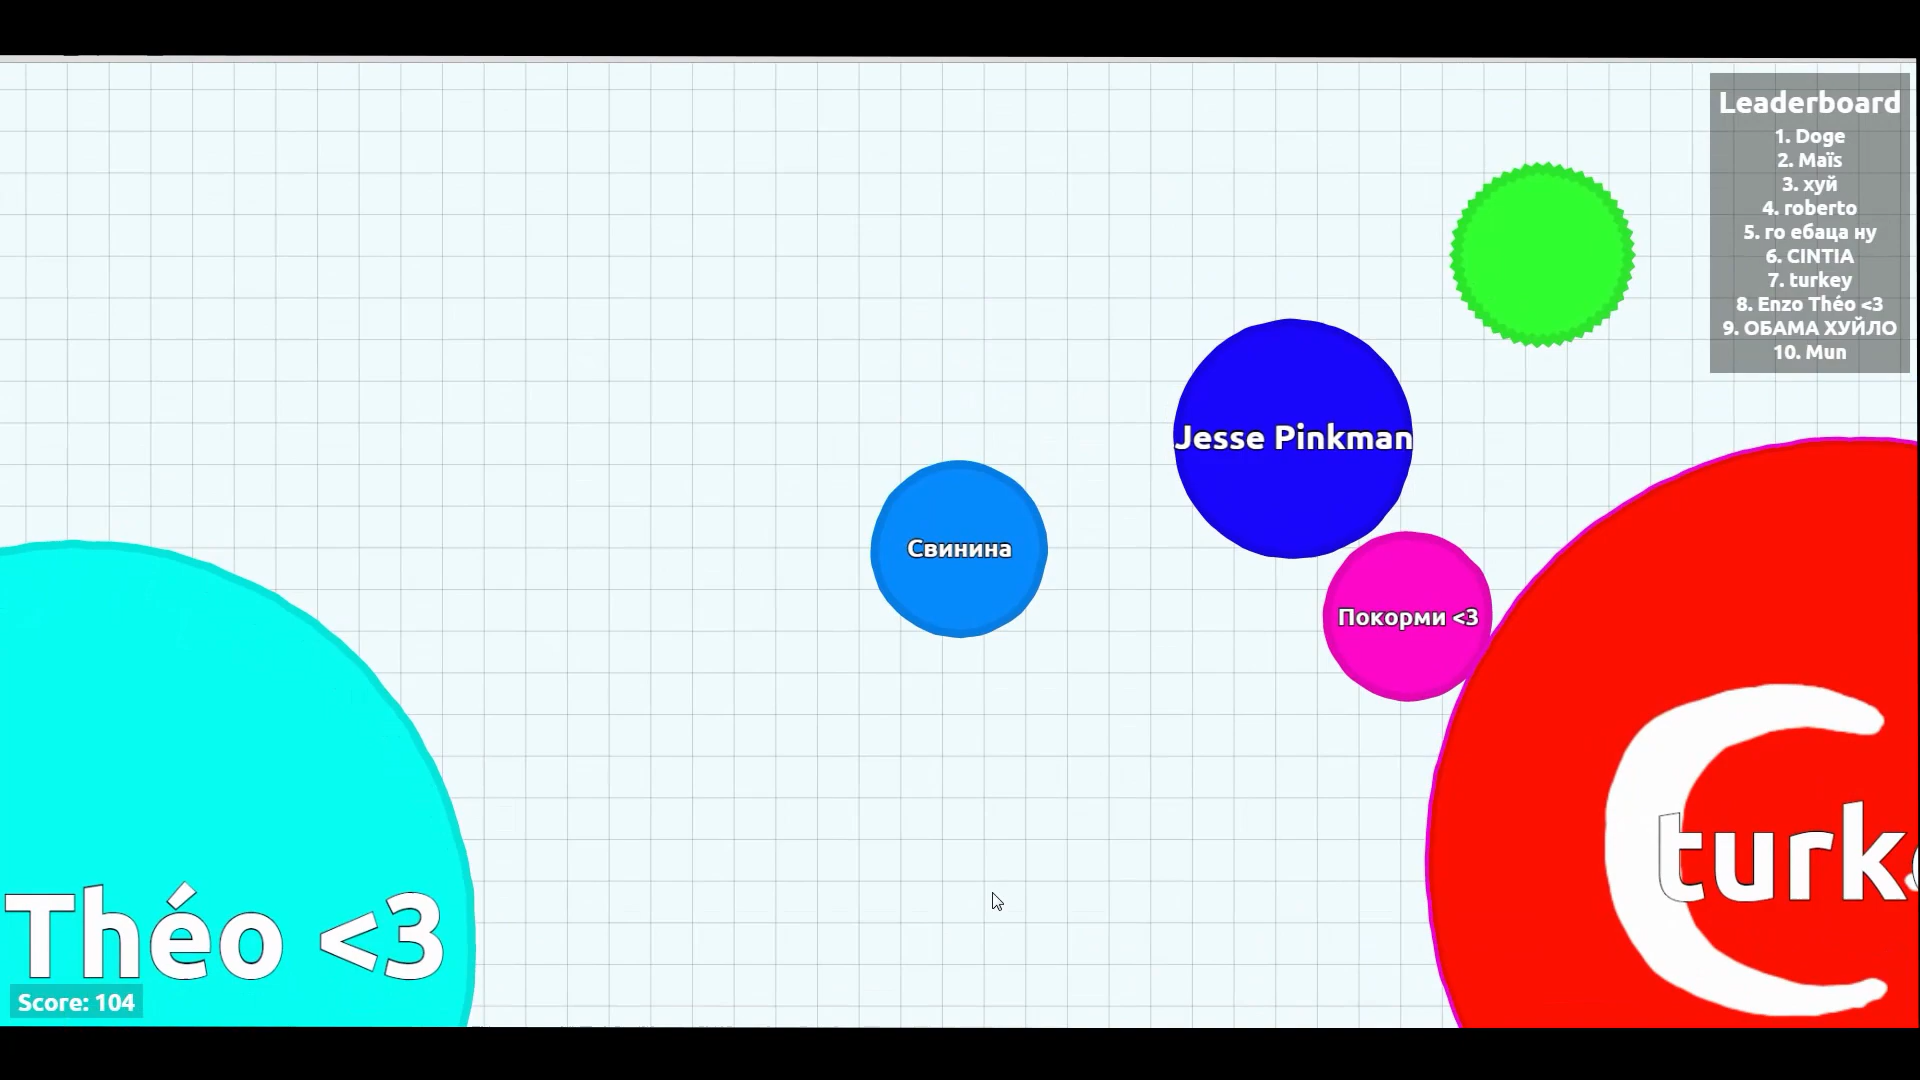 Leaderboard
1. Doge
2. Maïs
3. хуй
4. roberto
5. го ебаца ну
6. CINTIA
7. turkey
8. Enzo Théo <3
9. ОБАМА ХУЙЛО
10. Mun
Jesse Pinkman
Свинина
Покорми <3
turk
Théo <3
Score: 104